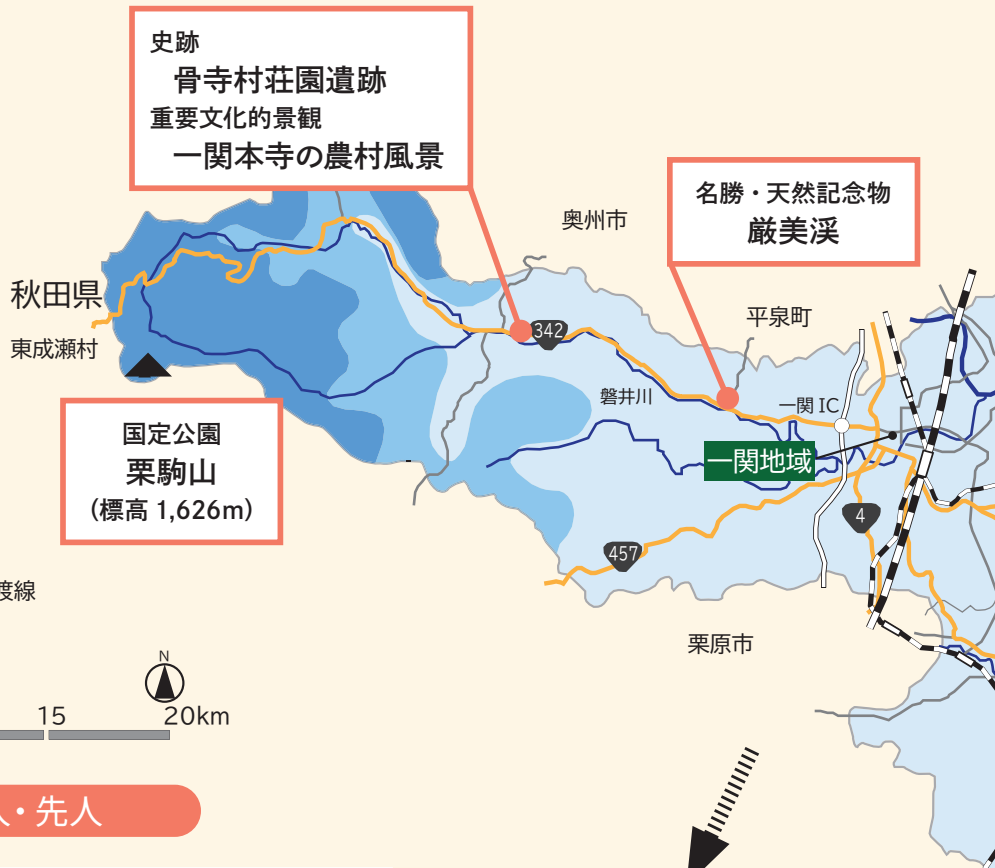 史跡
骨寺村荘園遺跡
重要文化的景観
一関本寺の農村風景
名勝・天然記念物
厳美渓
奥州市
秋田県
東成瀬村
平泉町
342
磐井川
一関 IC
一関地域
国定公園
栗駒山
(標高 1,626m)
4
457
渡線
栗原市
N
15 20km
・先人